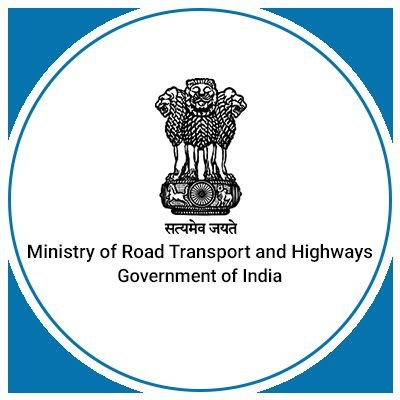 सत्यमेव जयते
Ministry of Road Transport and Highways
Government of India